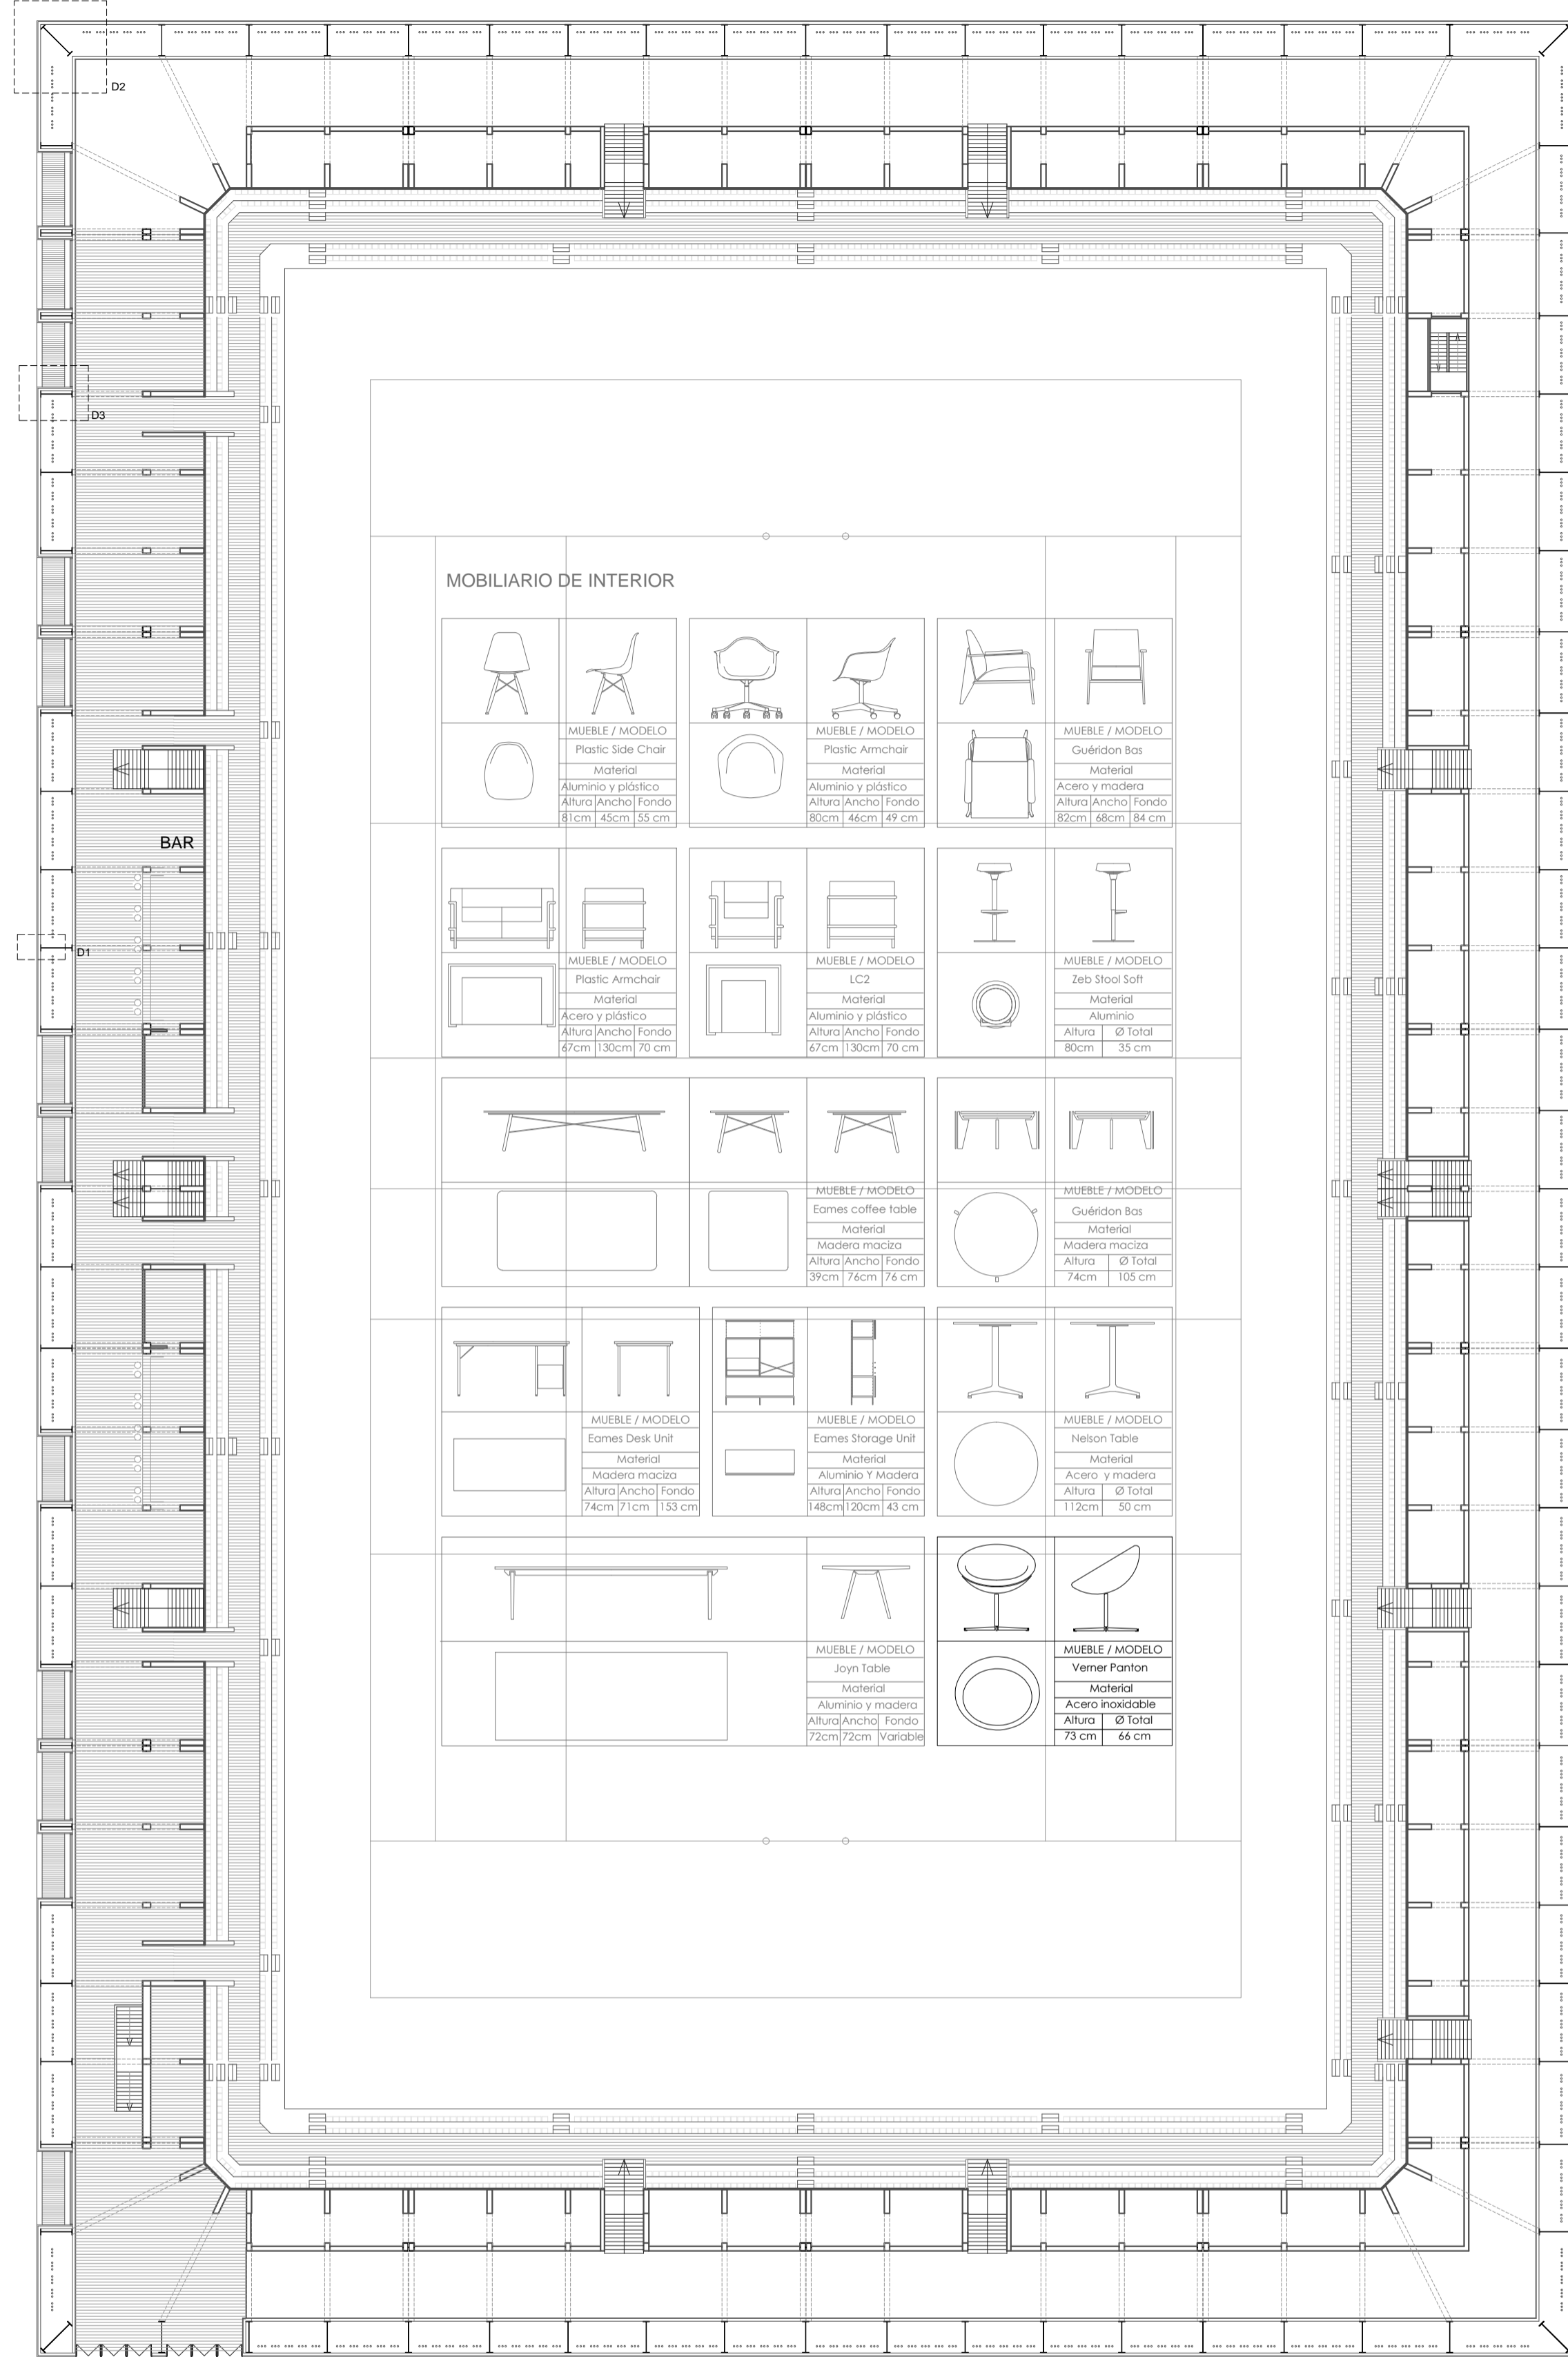 D2
D3
MOBILIARIO DE INTERIOR
MUEBLE / MODELO
Plastic Side Chair
Material
Aluminio y plástico
Altura Ancho Fondo
81cm 45cm 55 cm
MUEBLE / MODELO
Plastic Armchair
Material
Aluminio y plástico
Altura Ancho Fondo
80cm 46cm 49 cm
MUEBLE / MODELO
Guéridon Bas
Material
Acero y madera
Altura Ancho Fondo
82cm 68cm 84 cm
BAR
D1
MUEBLE / MODELO
Plastic Armchair
Material
Acero y plástico
Altura Ancho Fondo
67cm 130cm 70 cm
MUEBLE / MODELO
LC2
Material
Aluminio y plástico
Altura Ancho Fondo
67cm 130cm 70 cm
MUEBLE / MODELO
Zeb Stool Soft
Material
Aluminio
Altura Ø Total
80cm 35 cm
MUEBLE / MODELO
Eames coffee table
Material
Madera maciza
Altura Ancho Fondo
39cm 76cm 76 cm
MUEBLE / MODELO
Guéridon Bas
Material
Madera maciza
Altura Ø Total
74cm 105 cm
MUEBLE / MODELO
Eames Desk Unit
Material
Madera maciza
Altura Ancho Fondo
74cm 71cm 153 cm
MUEBLE / MODELO
Eames Storage Unit
Material
Aluminio Y Madera
Altura Ancho Fondo
148cm 120cm 43 cm
MUEBLE / MODELO
Nelson Table
Material
Acero y madera
Altura Ø Total
112cm 50 cm
MUEBLE / MODELO
Joyn Table
Material
Aluminio y madera
Altura Ancho Fondo
72cm 72cm Variable
MUEBLE / MODELO
Verner Panton
Material
Acero inoxidable
Altura Ø Total
73 cm 66 cm